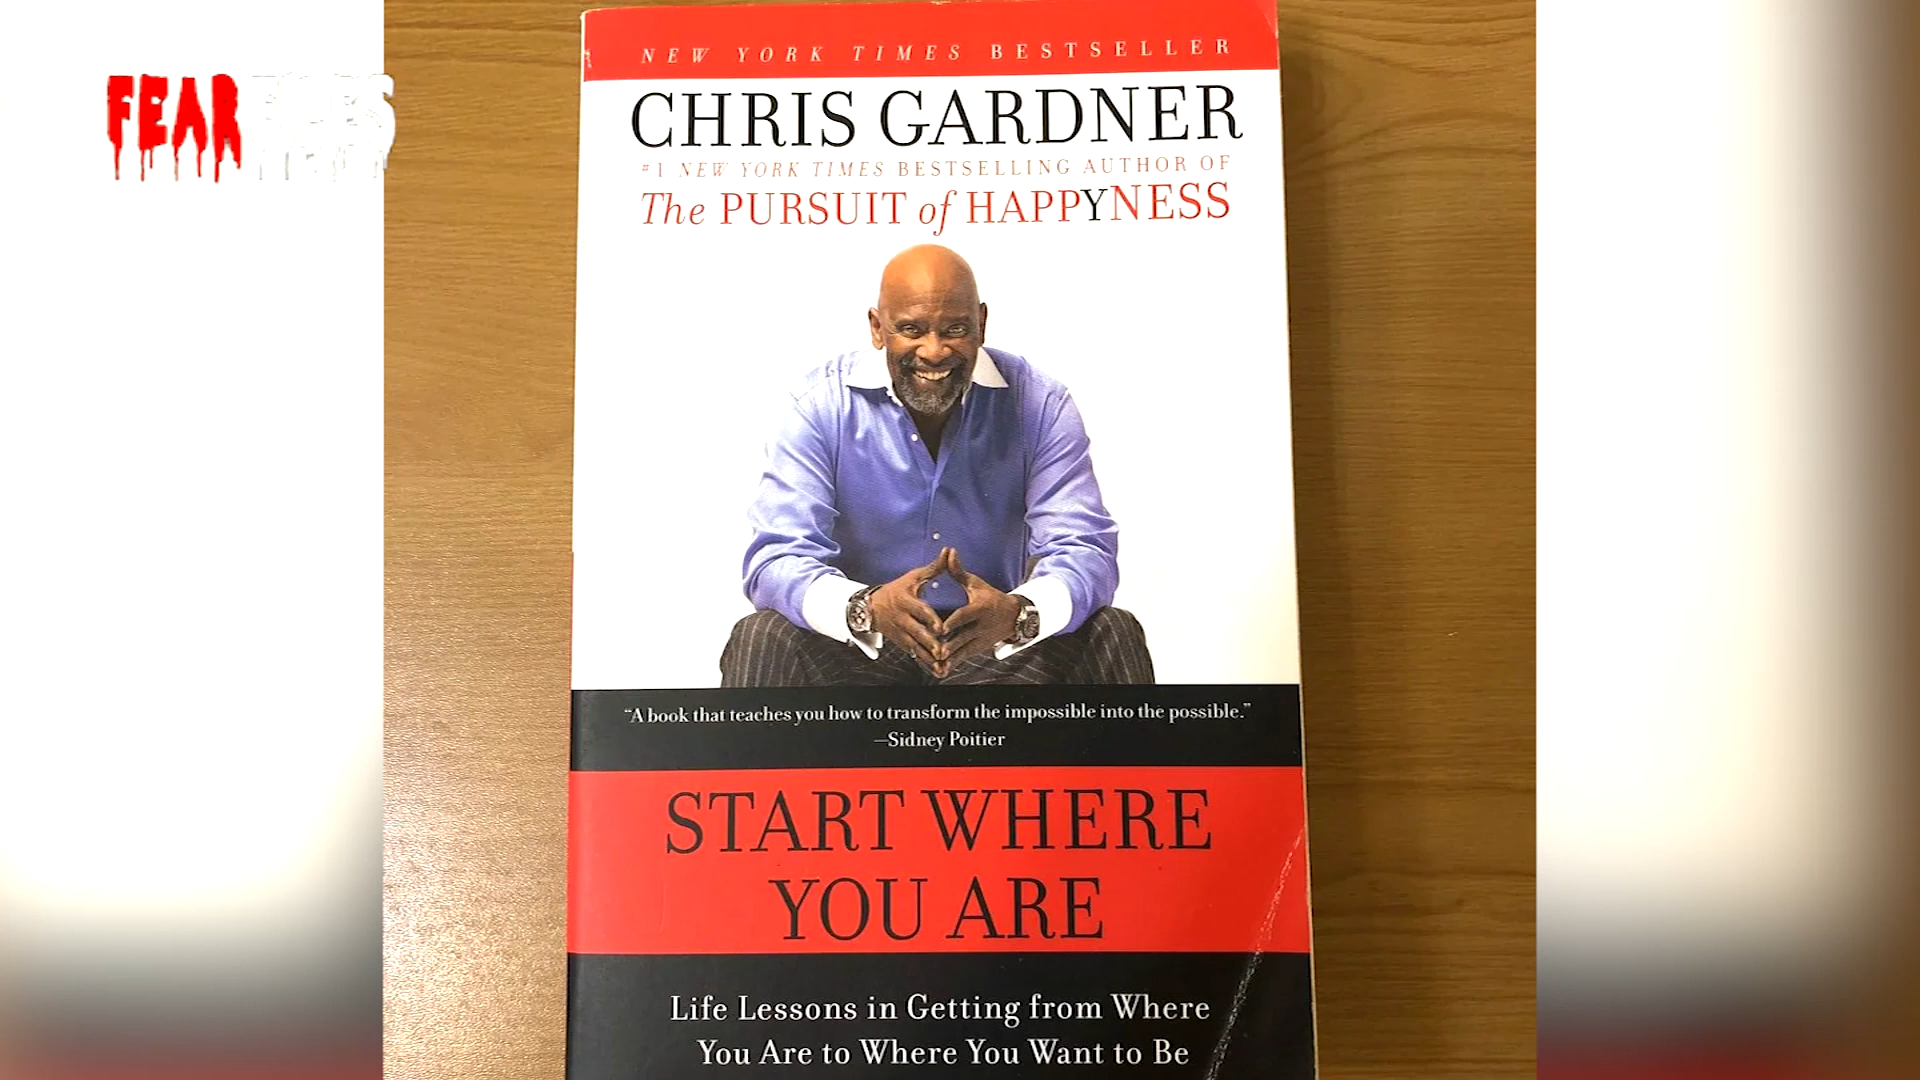 FEAR FILES
NEW YORK TIMES BESTSELLER
CHRIS GARDNER
#1 NEW YORK TIMES BESTSELLING AUTHOR OF
The PURSUIT of HAPPYNESS
“A book that teaches you how to transform the impossible into the possible.”
—Sidney Poitier
START WHERE
YOU ARE
Life Lessons in Getting from Where
You Are to Where You Want to Be